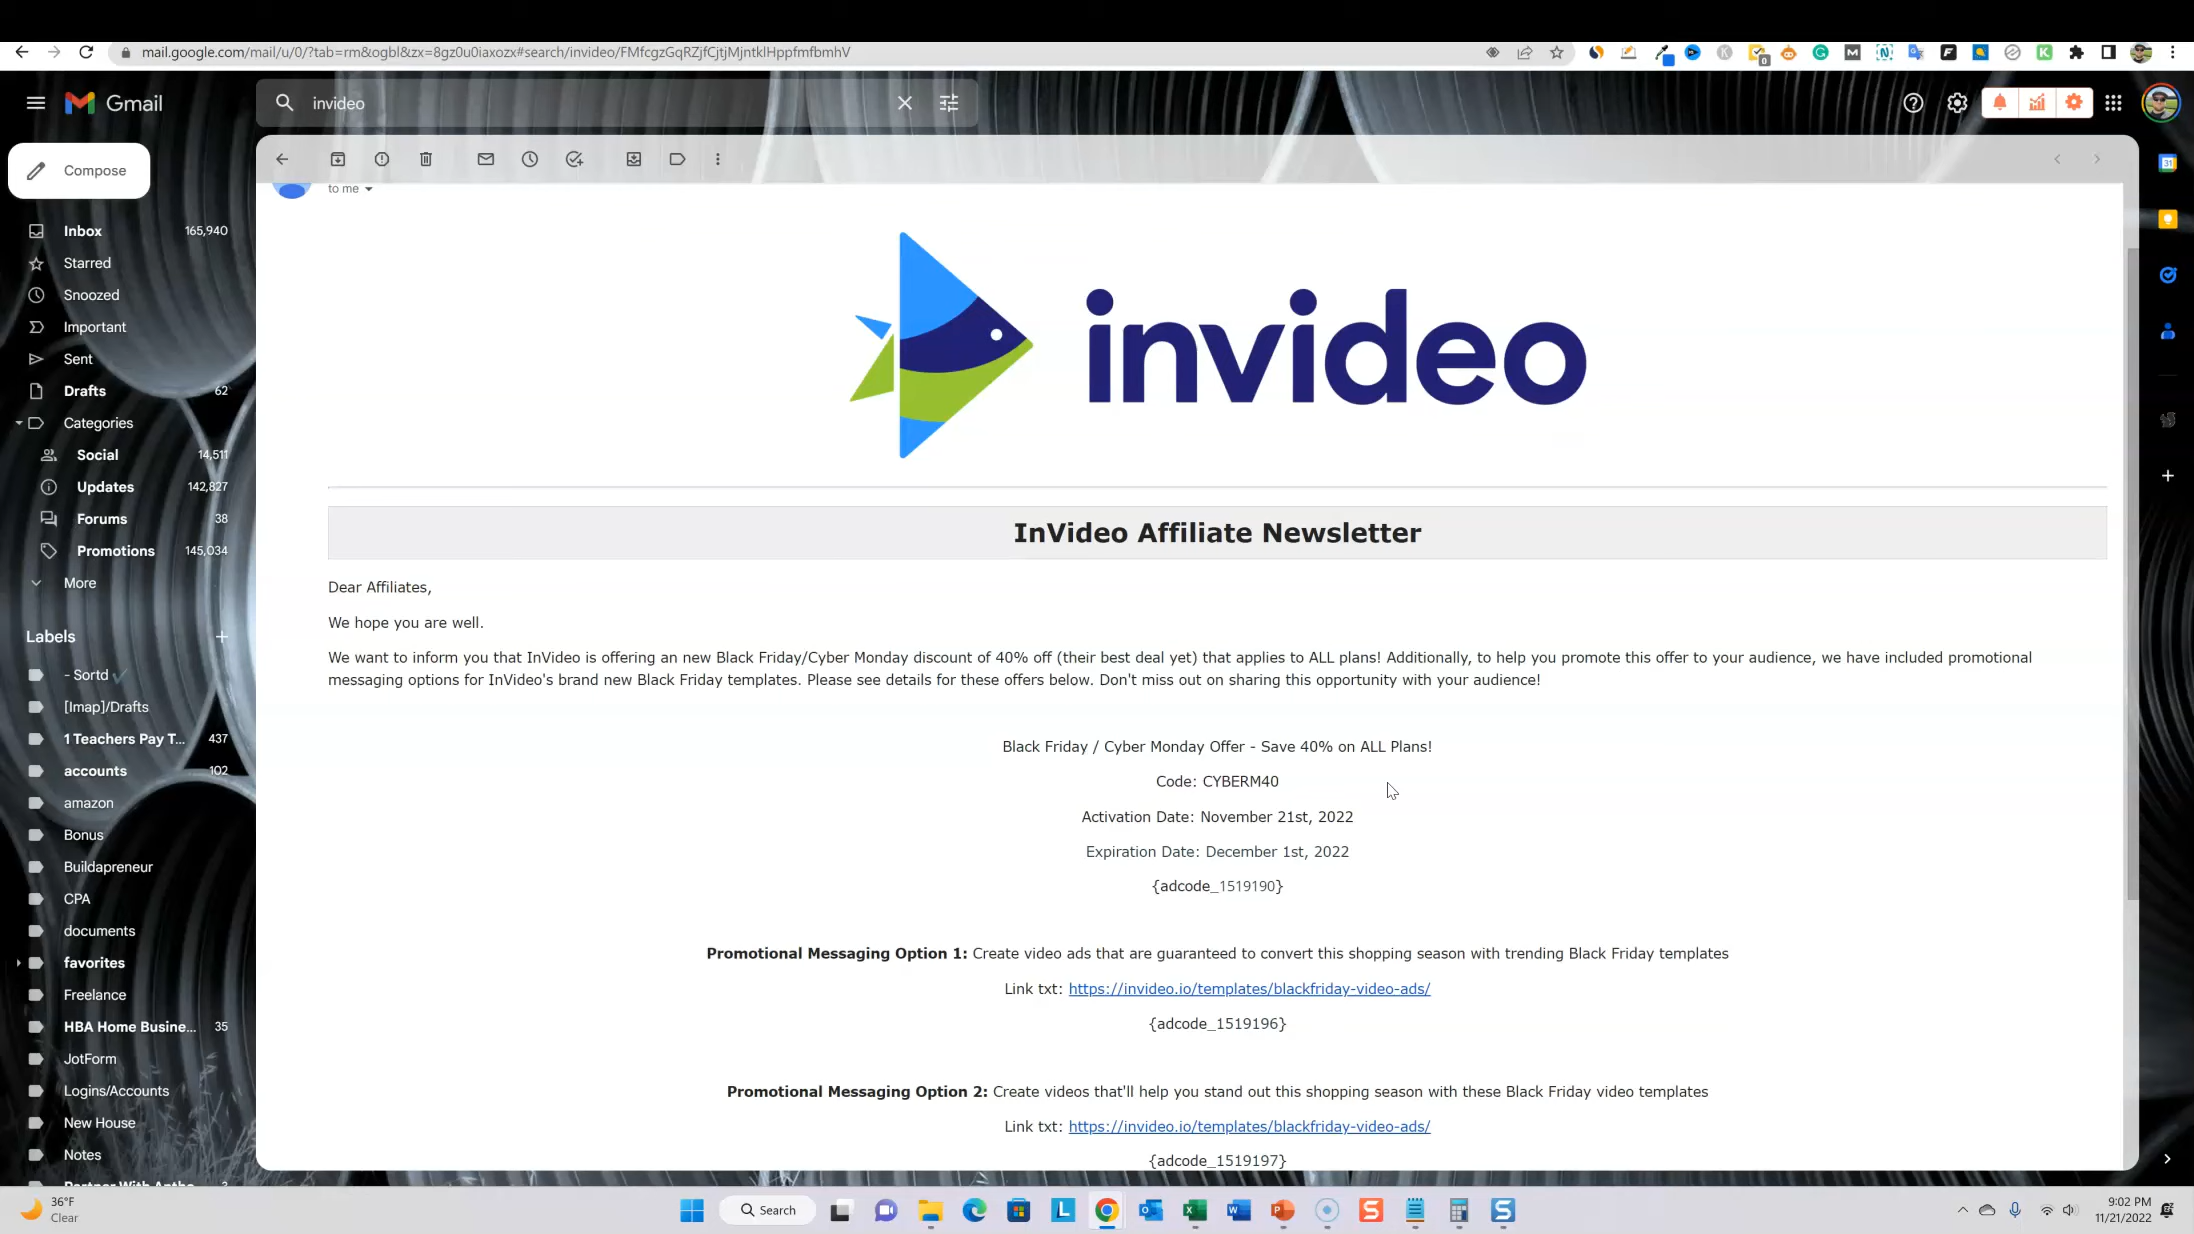 mail.google.com/mail/u/0/?tab=rm&ogbl&zx=8gz0u0iaxozx#search/invideo/FMfcgzGqRZjfCjtjMjntklHppfmfbmhV
Gmail
invideo
Compose
to me
Inbox 165,940
Starred
Snoozed
Important
Sent
Drafts 62
Categories
Social 14,511
Updates 142,827
Forums 38
Promotions 145,034
More
Labels
- Sortd ✓
[Imap]/Drafts
1 Teachers Pay T... 437
accounts 102
amazon
Bonus
Buildapreneur
CPA
documents
favorites
Freelance
HBA Home Busine... 35
JotForm
Logins/Accounts
New House
Notes
invideo
InVideo Affiliate Newsletter
Dear Affiliates,
We hope you are well.
We want to inform you that InVideo is offering an new Black Friday/Cyber Monday discount of 40% off (their best deal yet) that applies to ALL plans! Additionally, to help you promote this offer to your audience, we have included promotional
messaging options for InVideo's brand new Black Friday templates. Please see details for these offers below. Don't miss out on sharing this opportunity with your audience!
Black Friday / Cyber Monday Offer - Save 40% on ALL Plans!
Code: CYBERM40
Activation Date: November 21st, 2022
Expiration Date: December 1st, 2022
{adcode_1519190}
Promotional Messaging Option 1: Create video ads that are guaranteed to convert this shopping season with trending Black Friday templates
Link txt: https://invideo.io/templates/blackfriday-video-ads/
{adcode_1519196}
Promotional Messaging Option 2: Create videos that'll help you stand out this shopping season with these Black Friday video templates
Link txt: https://invideo.io/templates/blackfriday-video-ads/
{adcode_1519197}
36°F
Clear
Search
9:02 PM
11/21/2022